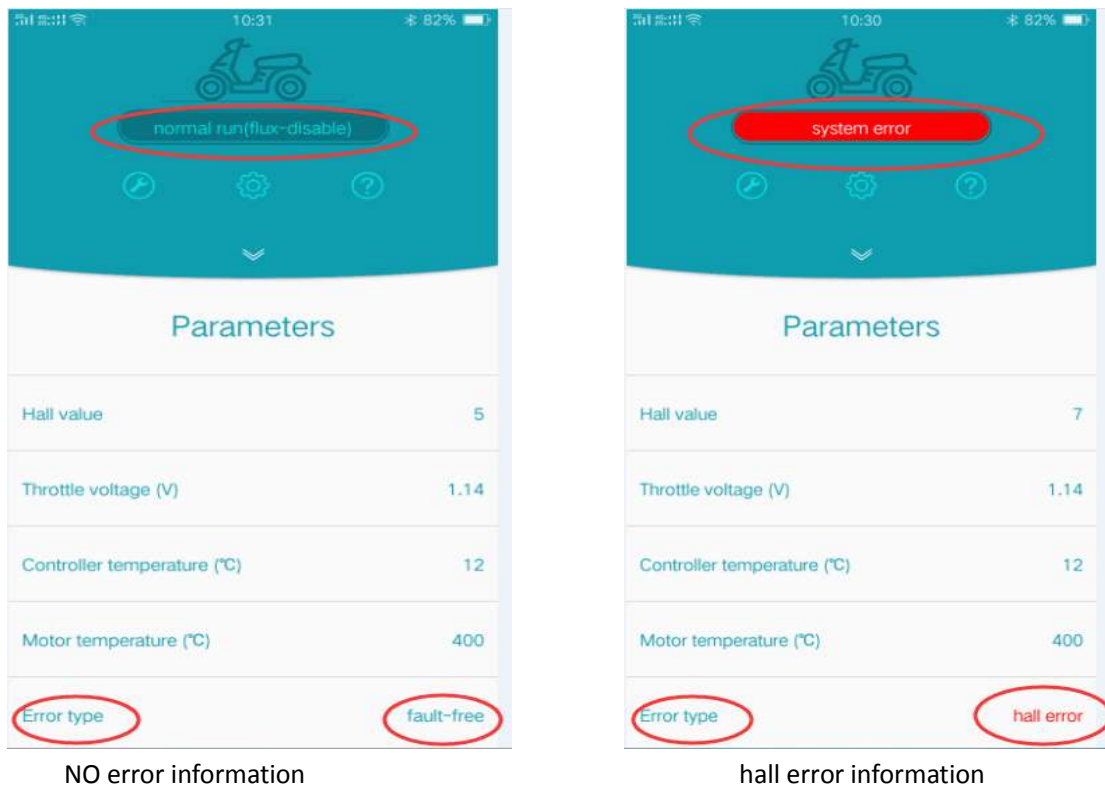 10:31
82%
normal run(flux-disable)
Parameters
Hall value 5
Throttle voltage (V) 1.14
Controller temperature (℃) 12
Motor temperature (℃) 400
Error type fault-free
NO error information
10:30
82%
system error
Parameters
Hall value 7
Throttle voltage (V) 1.14
Controller temperature (℃) 12
Motor temperature (℃) 400
Error type hall error
hall error information